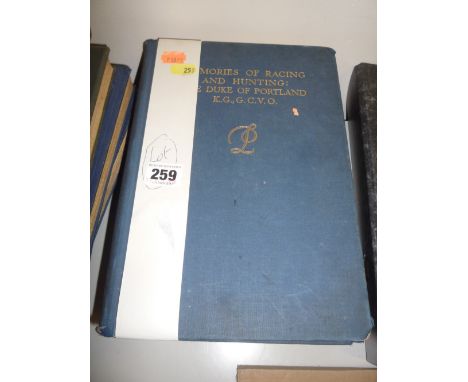 MORIES OF RACING
AND HUNTING:
E DUKE OF PORTLAND
K.G., G.C.V.O.
Lot
259
259